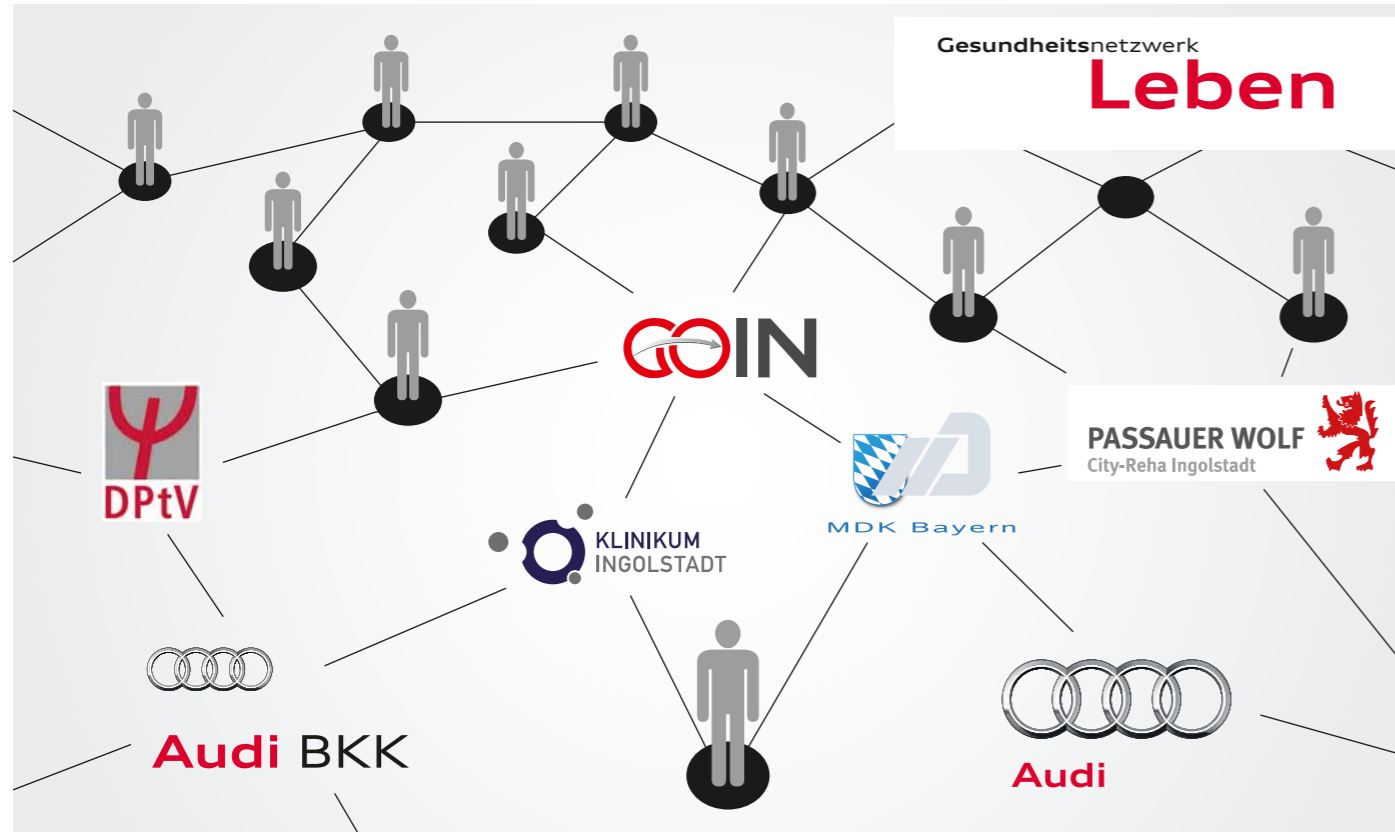 Gesundheitsnetzwerk
Leben
GOIN
DPtV
PASSAUER WOLF
City-Reha Ingolstadt
KLINIKUM
INGOLSTADT
MDK Bayern
Audi BKK
Audi